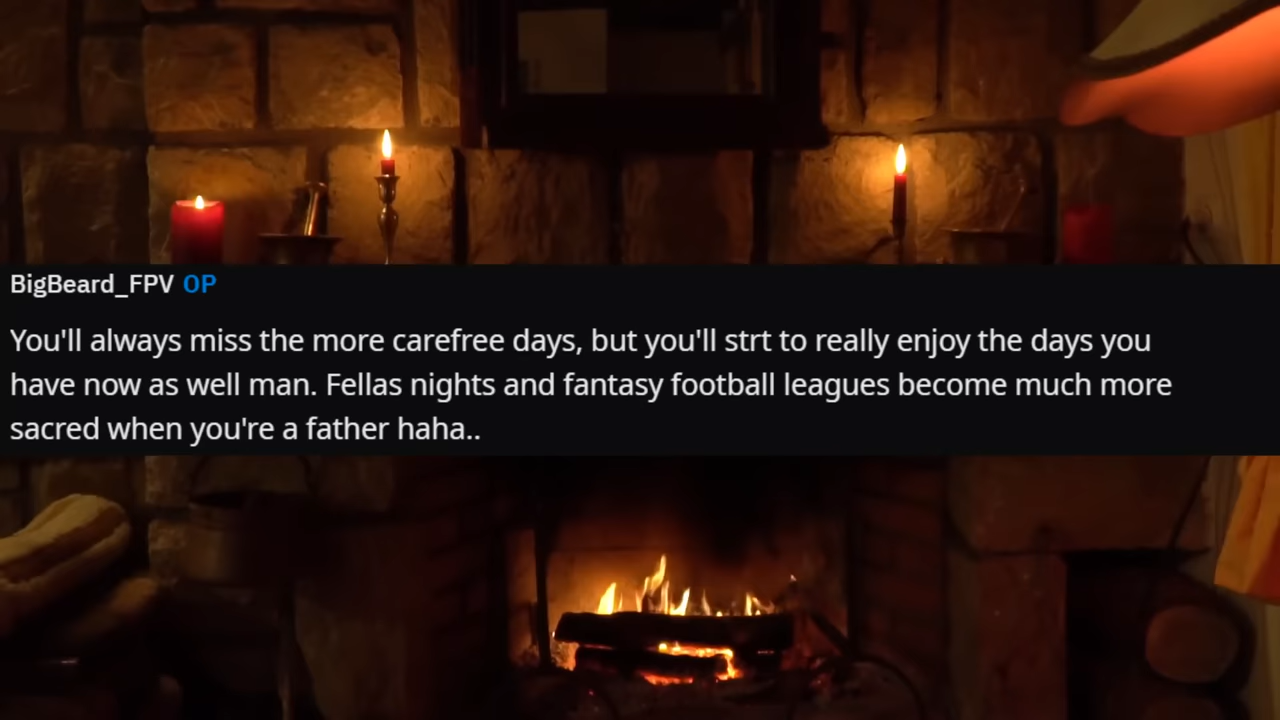 BigBeard_FPV OP
You'll always miss the more carefree days, but you'll strt to really enjoy the days you
have now as well man. Fellas nights and fantasy football leagues become much more
sacred when you're a father haha..